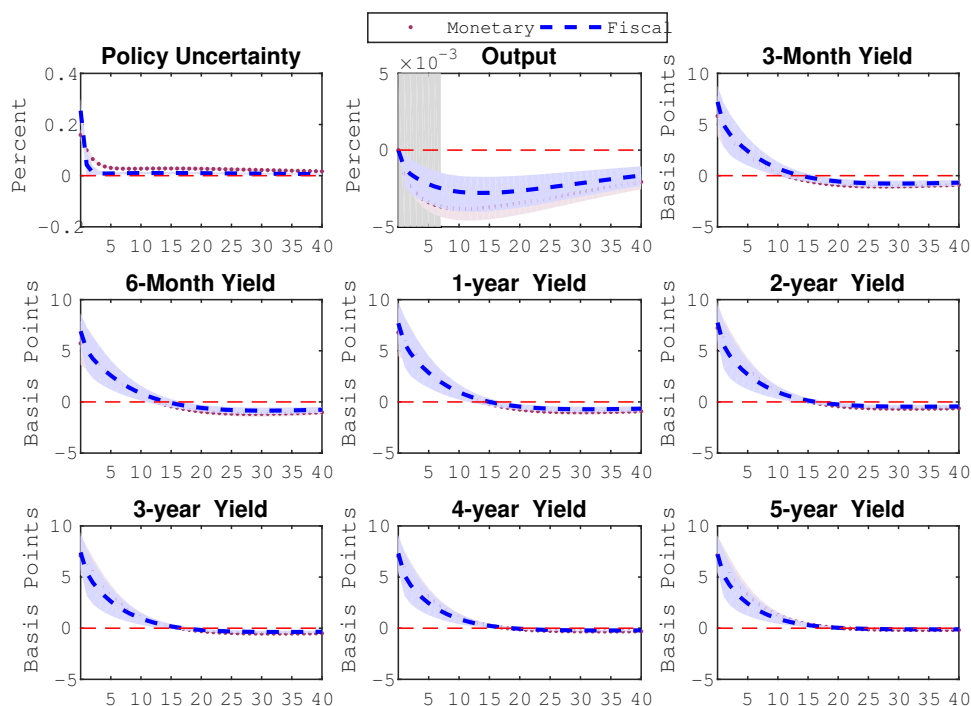 Monetary Fiscal
Policy Uncertainty
Percent
0.4
0.2
0
-0.2
5 10 15 20 25 30 35 40
Output
×10⁻³
Percent
5
0
-5
5 10 15 20 25 30 35 40
3-Month Yield
Basis Points
10
5
0
-5
5 10 15 20 25 30 35 40
6-Month Yield
Basis Points
10
5
0
-5
5 10 15 20 25 30 35 40
1-year Yield
Basis Points
10
5
0
-5
5 10 15 20 25 30 35 40
2-year Yield
Basis Points
10
5
0
-5
5 10 15 20 25 30 35 40
3-year Yield
Basis Points
10
5
0
-5
5 10 15 20 25 30 35 40
4-year Yield
Basis Points
10
5
0
-5
5 10 15 20 25 30 35 40
5-year Yield
Basis Points
10
5
0
-5
5 10 15 20 25 30 35 40